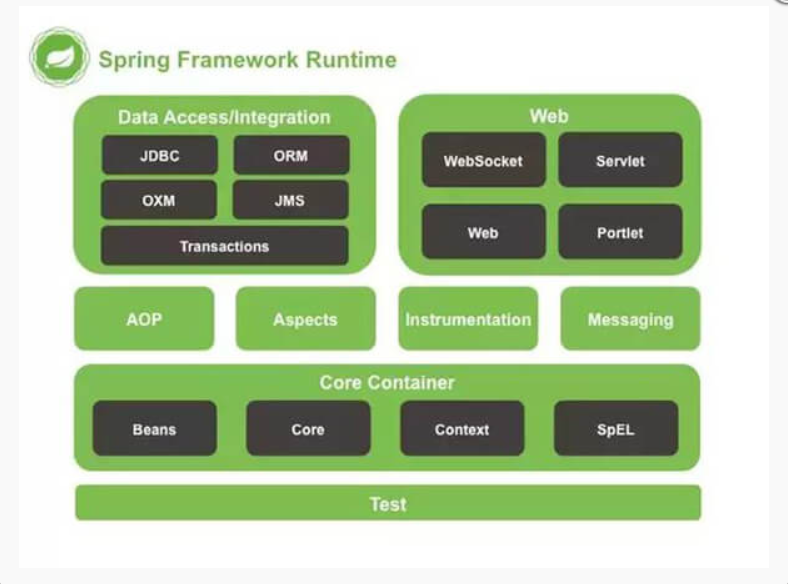 Spring Framework Runtime
Data Access/Integration
JDBC
ORM
OXM
JMS
Transactions
Web
WebSocket
Servlet
Web
Portlet
AOP
Aspects
Instrumentation
Messaging
Core Container
Beans
Core
Context
SpEL
Test